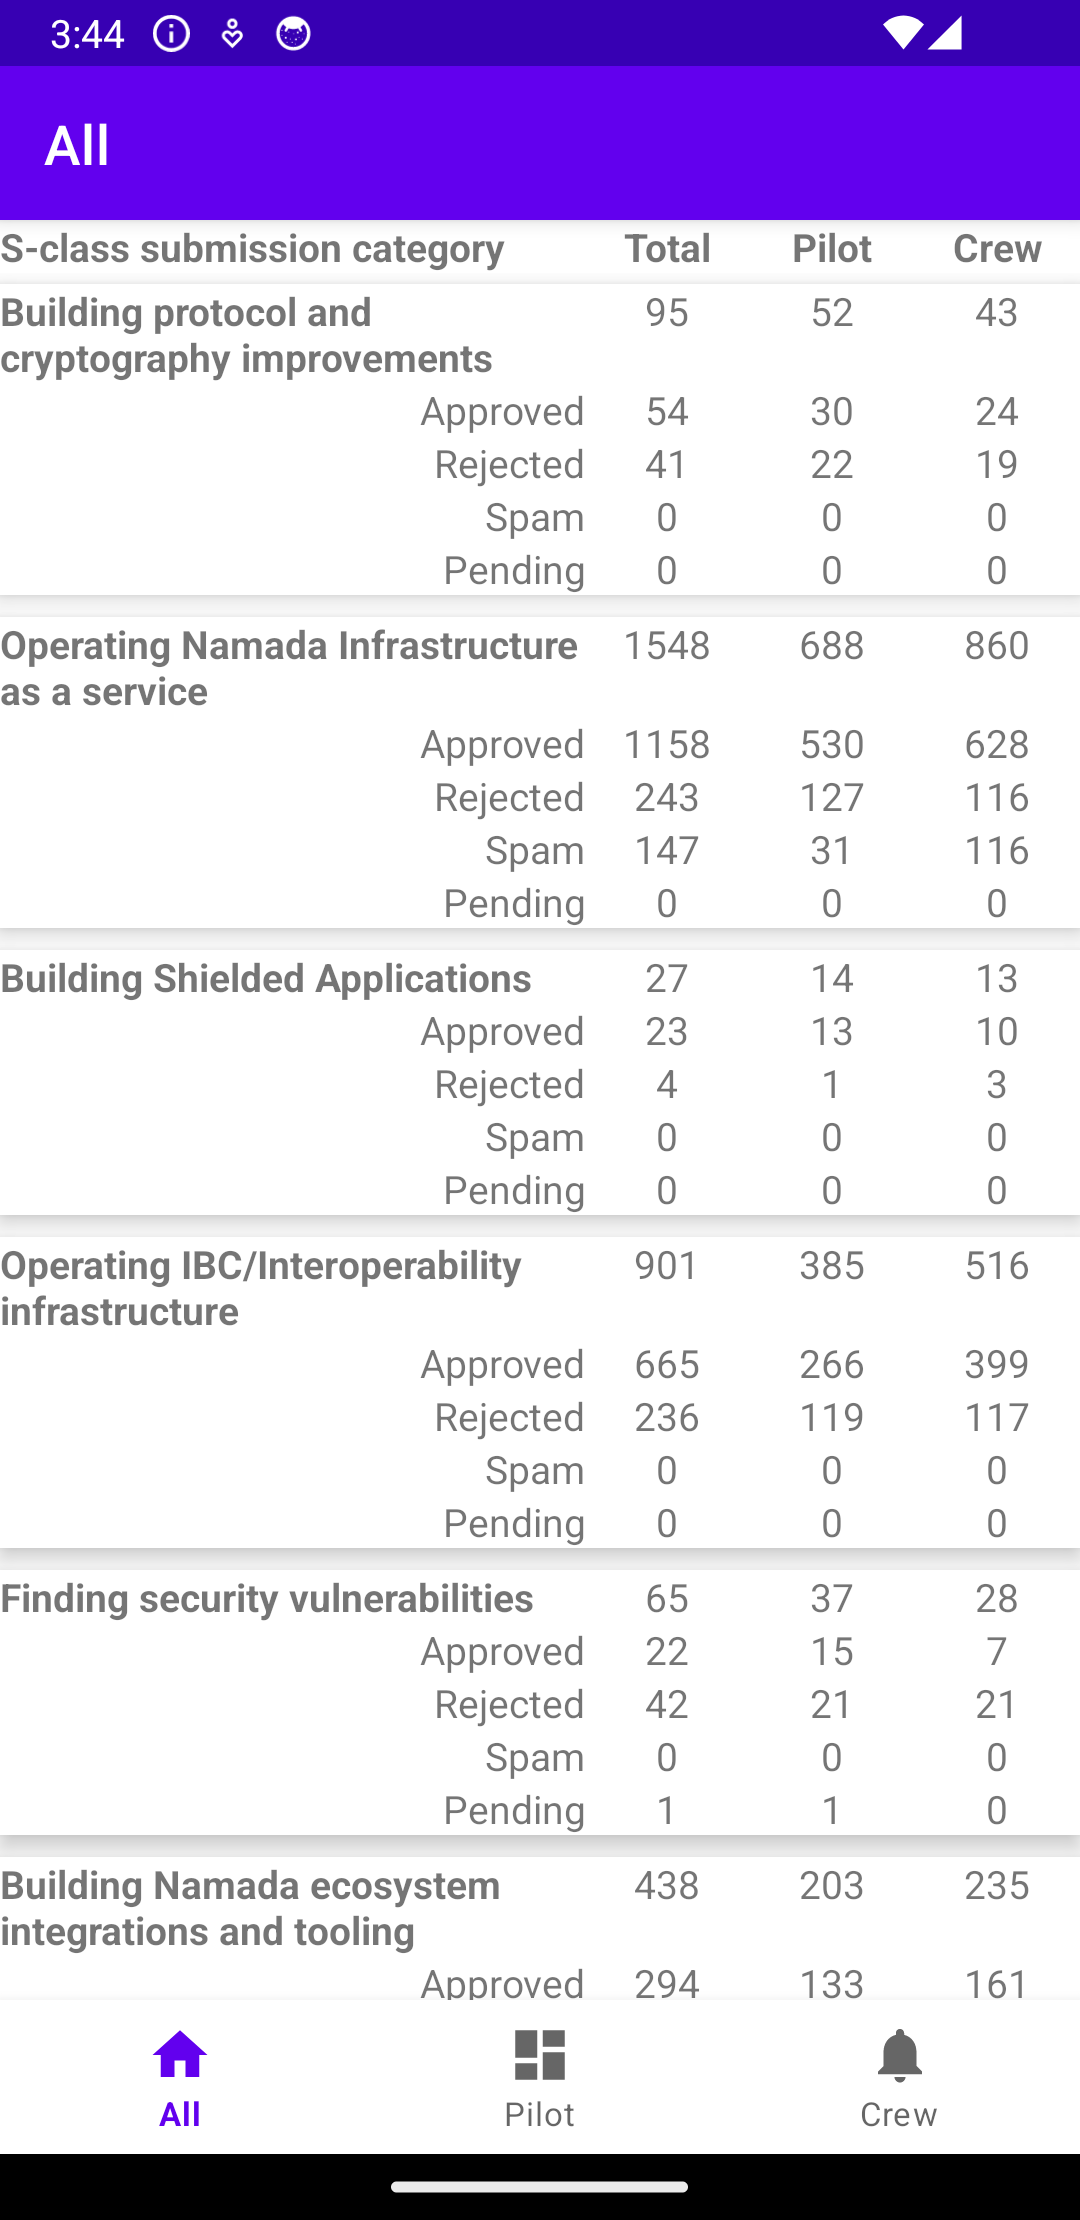 3:44
All
S-class submission category Total Pilot Crew
Building protocol and 95 52 43
cryptography improvements
Approved 54 30 24
Rejected 41 22 19
Spam 0 0 0
Pending 0 0 0
Operating Namada Infrastructure 1548 688 860
as a service
Approved 1158 530 628
Rejected 243 127 116
Spam 147 31 116
Pending 0 0 0
Building Shielded Applications 27 14 13
Approved 23 13 10
Rejected 4 1 3
Spam 0 0 0
Pending 0 0 0
Operating IBC/Interoperability 901 385 516
infrastructure
Approved 665 266 399
Rejected 236 119 117
Spam 0 0 0
Pending 0 0 0
Finding security vulnerabilities 65 37 28
Approved 22 15 7
Rejected 42 21 21
Spam 0 0 0
Pending 1 1 0
Building Namada ecosystem 438 203 235
integrations and tooling
Approved 294 133 161
All Pilot Crew